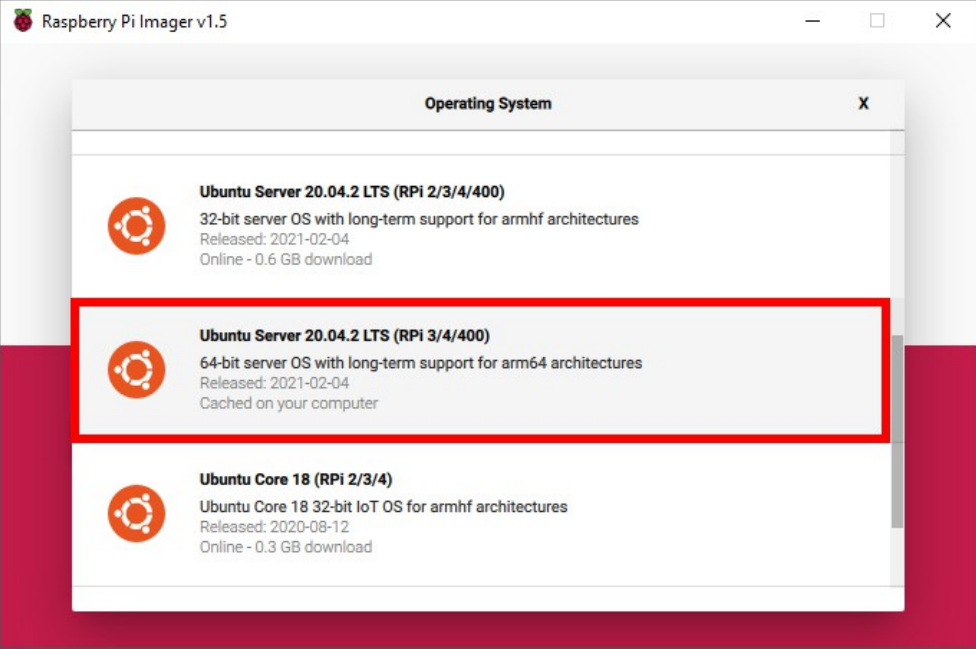 Raspberry Pi Imager v1.5
Operating System
X
Ubuntu Server 20.04.2 LTS (RPi 2/3/4/400)
32-bit server OS with long-term support for armhf architectures
Released: 2021-02-04
Online - 0.6 GB download
Ubuntu Server 20.04.2 LTS (RPi 3/4/400)
64-bit server OS with long-term support for arm64 architectures
Released: 2021-02-04
Cached on your computer
Ubuntu Core 18 (RPi 2/3/4)
Ubuntu Core 18 32-bit IoT OS for armhf architectures
Released: 2020-08-12
Online - 0.3 GB download